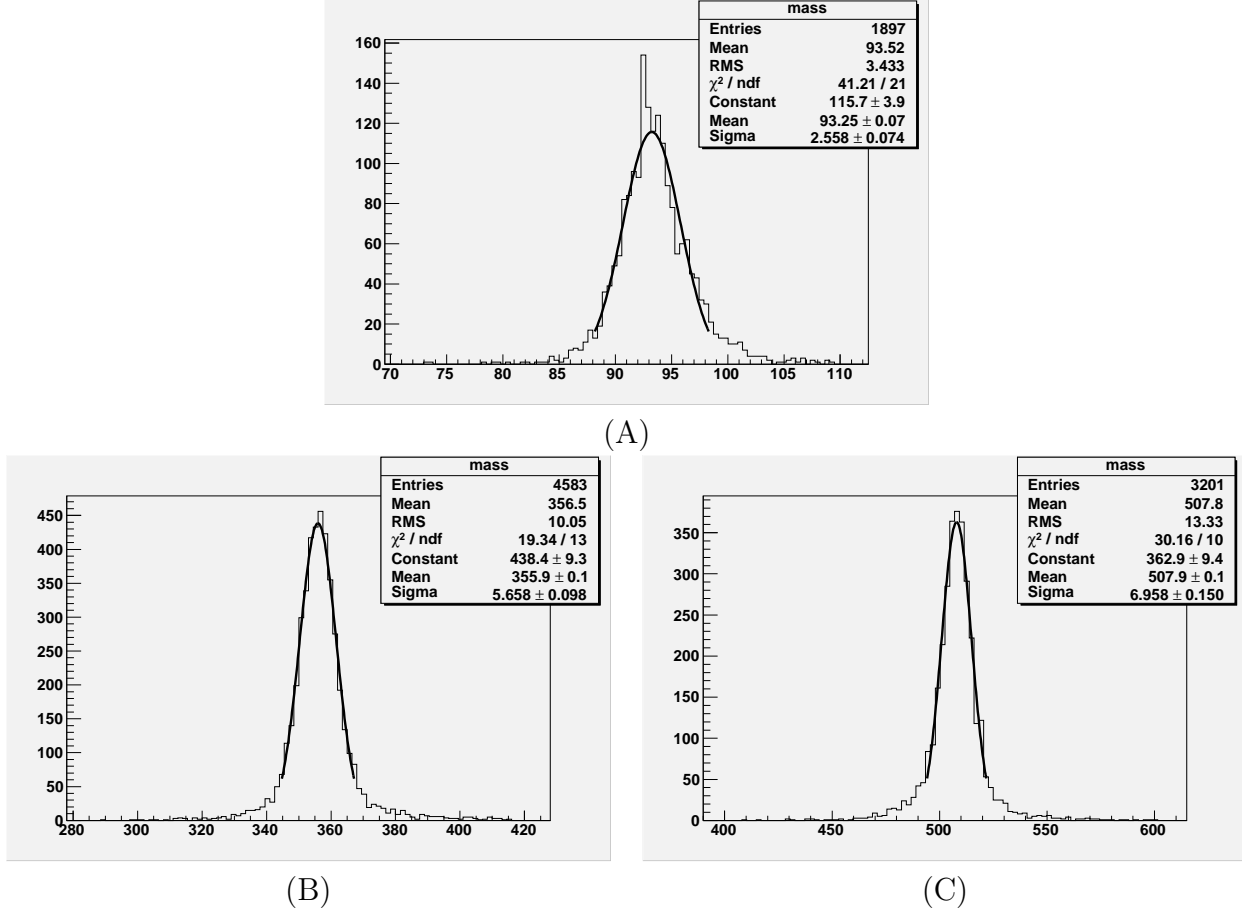 mass
Entries 1897
Mean 93.52
RMS 3.433
χ² / ndf 41.21 / 21
Constant 115.7 ± 3.9
Mean 93.25 ± 0.07
Sigma 2.558 ± 0.074
160
140
120
100
80
60
40
20
0
70 75 80 85 90 95 100 105 110
(A)
mass
Entries 4583
Mean 356.5
RMS 10.05
χ² / ndf 19.34 / 13
Constant 438.4 ± 9.3
Mean 355.9 ± 0.1
Sigma 5.658 ± 0.098
450
400
350
300
250
200
150
100
50
0
280 300 320 340 360 380 400 420
(B)
mass
Entries 3201
Mean 507.8
RMS 13.33
χ² / ndf 30.16 / 10
Constant 362.9 ± 9.4
Mean 507.9 ± 0.1
Sigma 6.958 ± 0.150
350
300
250
200
150
100
50
0
400 450 500 550 600
(C)